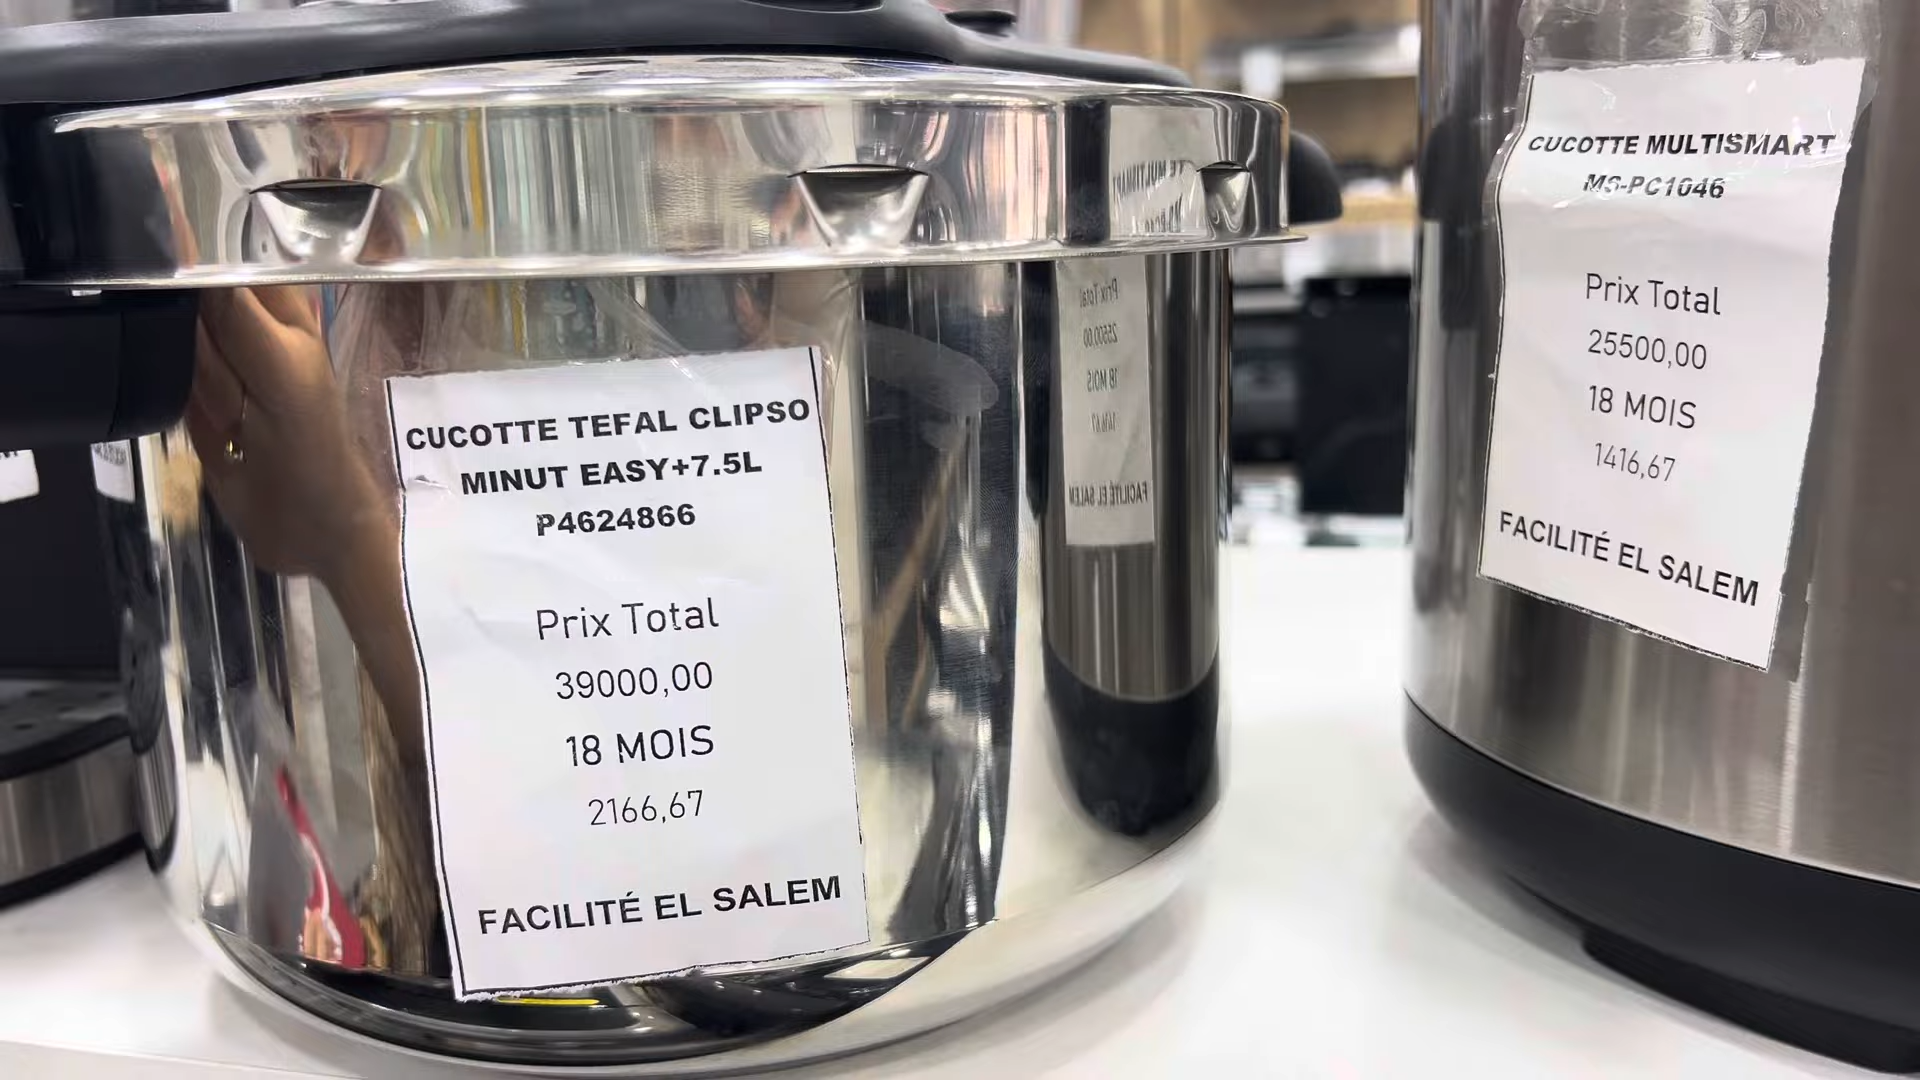 CUCOTTE TEFAL CLIPSO
MINUT EASY+7.5L
P4624866
Prix Total
39000,00
18 MOIS
2166,67
FACILITÉ EL SALEM
CUCOTTE MULTISMART
MS-PC1046
Prix Total
25500,00
18 MOIS
1416,67
FACILITÉ EL SALEM